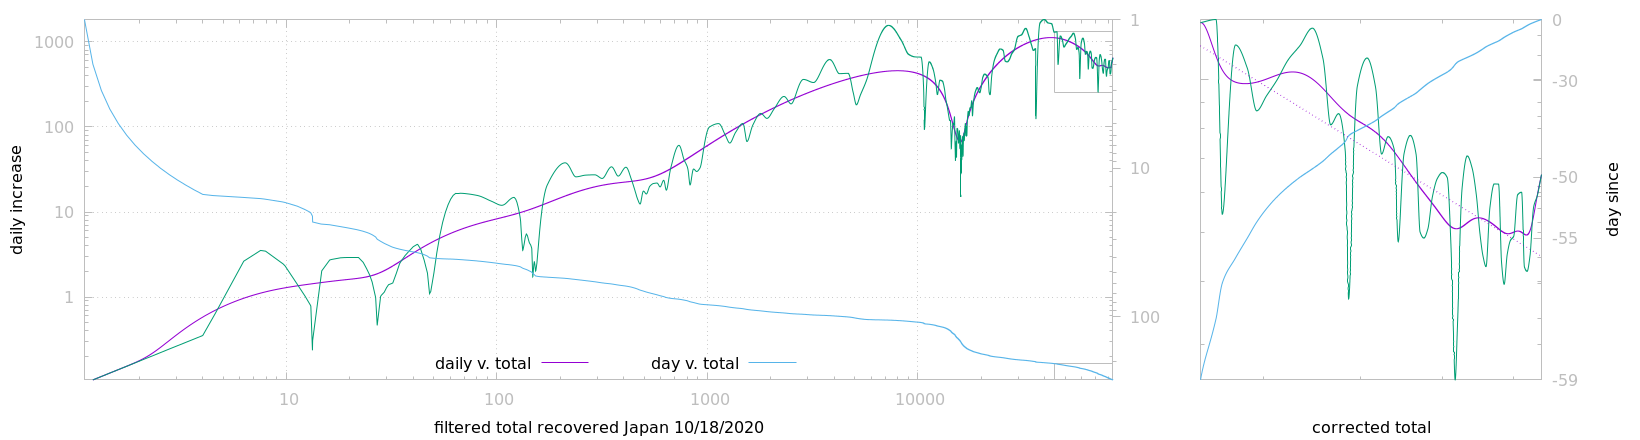 daily increase
1000
100
10
1
10
100
1000
10000
1
10
100
daily v. total
day v. total
filtered total recovered Japan 10/18/2020
0
-30
-50
-55
-59
day since
corrected total